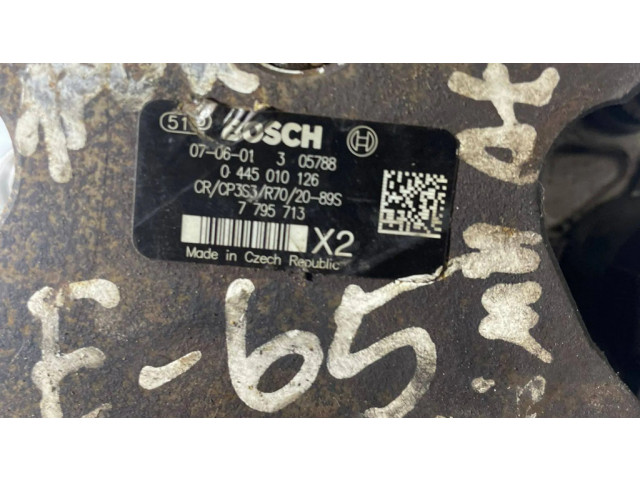 51 BOSCH
07-06-01 3 05788
0 445 010 126
CR/CP3S3/R70/20-89S
7 795 713
X2
Made in Czech Republic
E-65